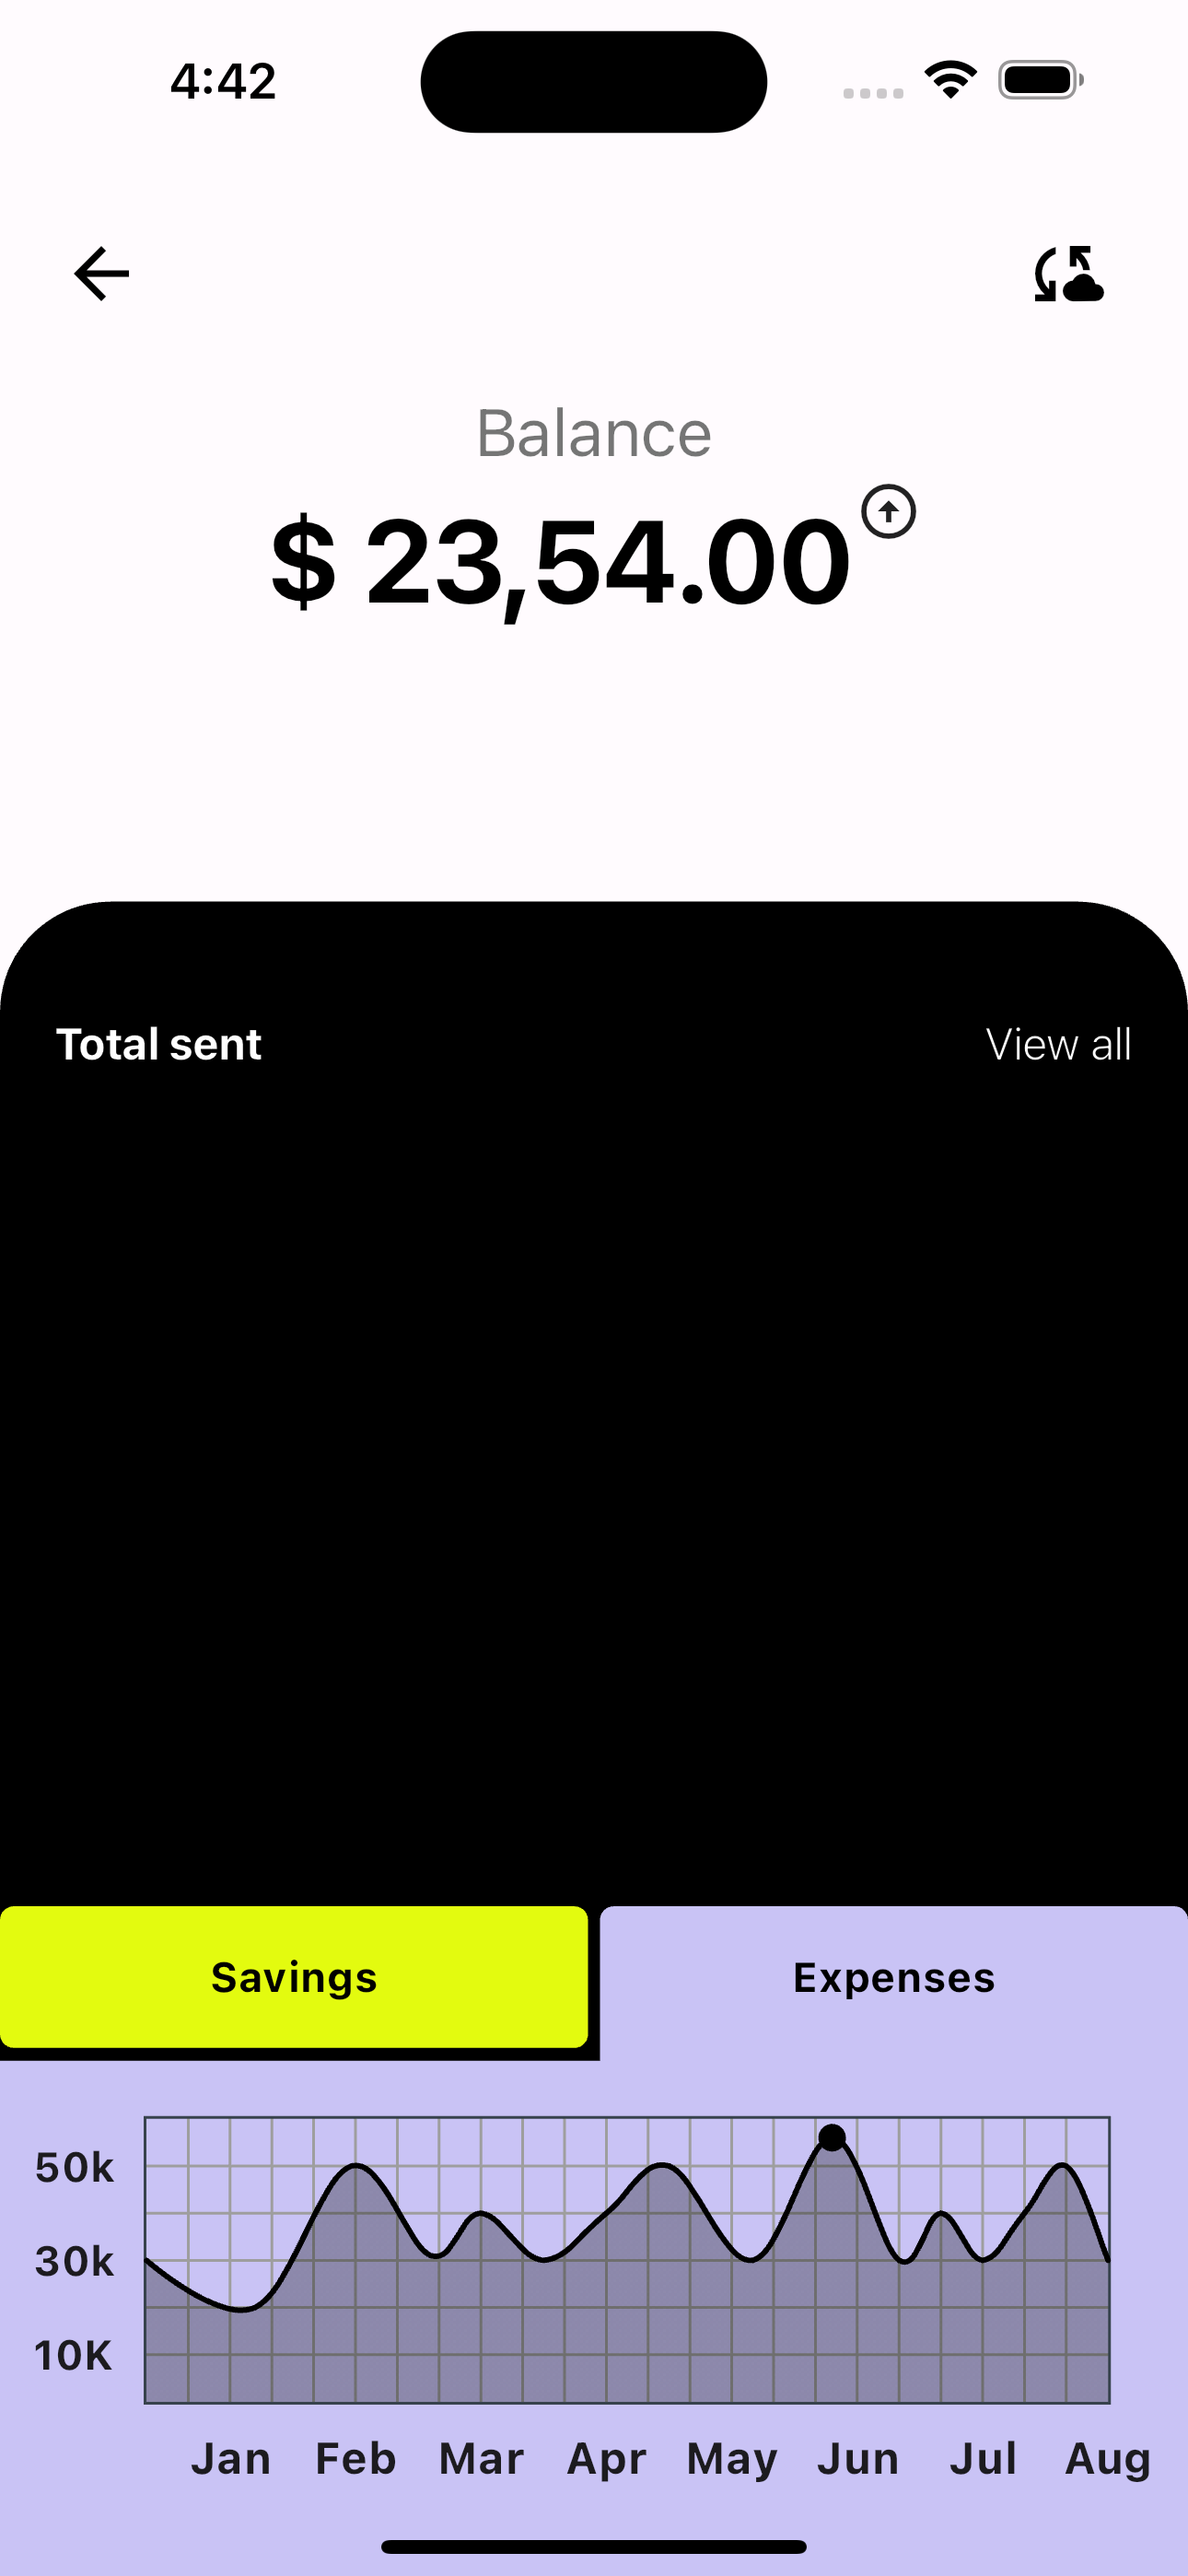 4:42
Balance
$ 23,54.00
Total sent
View all
Savings
Expenses
50k
30k
10K
Jan Feb Mar Apr May Jun Jul Aug